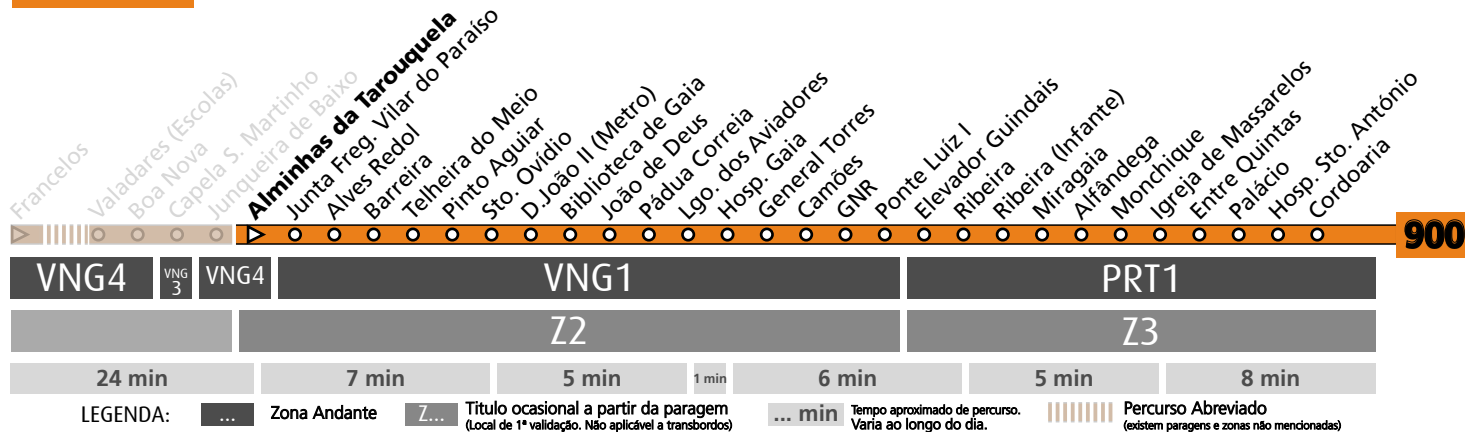 Francelos
Valadares (Escolas)
Boa Nova
Capela S. Martinho
Junqueira de Baixo
Alminhas da Tarouquela
Junta Freg. Vilar do Paraíso
Alves Redol
Barreira
Telheira do Meio
Pinto Aguiar
Sto. Ovídio
D.João II (Metro)
Biblioteca de Gaia
João de Deus
Pádua Correia
Lgo. dos Aviadores
Hosp. Gaia
General Torres
Camões
GNR
Ponte Luíz I
Elevador Guindais
Ribeira
Ribeira (Infante)
Miragaia
Alfândega
Monchique
Igreja de Massarelos
Entre Quintas
Palácio
Hosp. Sto. António
Cordoaria
900
VNG4 VNG 3 VNG4 VNG1 PRT1
Z2 Z3
24 min 7 min 5 min 1 min 6 min 5 min 8 min
LEGENDA: ... Zona Andante Z... Titulo ocasional a partir da paragem ... min Tempo aproximado de percurso. Percurso Abreviado
(Local de 1ª validação. Não aplicável a transbordos) Varia ao longo do dia. (existem paragens e zonas não mencionadas)